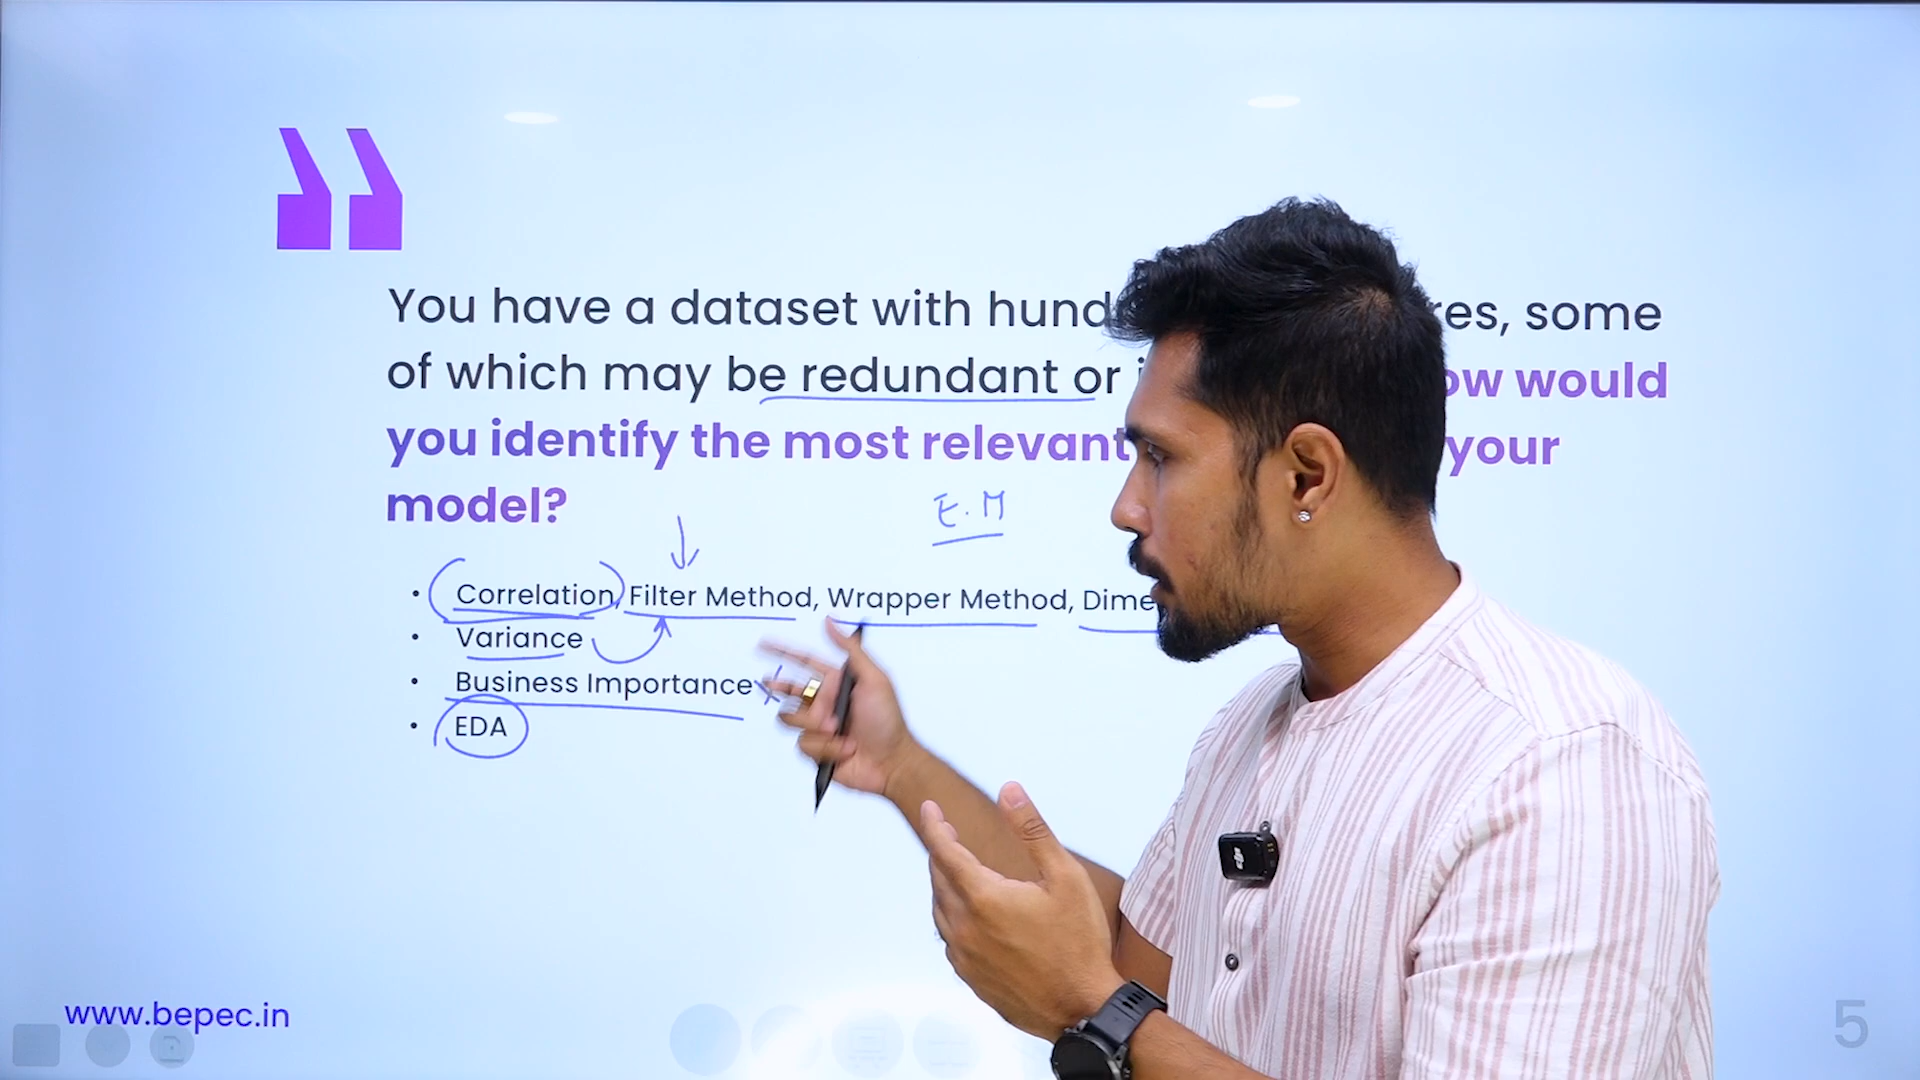 You have a dataset with hund res, some
of which may be redundant or ow would
you identify the most relevant your
model?
E.M
• Correlation, Filter Method, Wrapper Method, Dime
• Variance
• Business Importance
• EDA
www.bepec.in
5